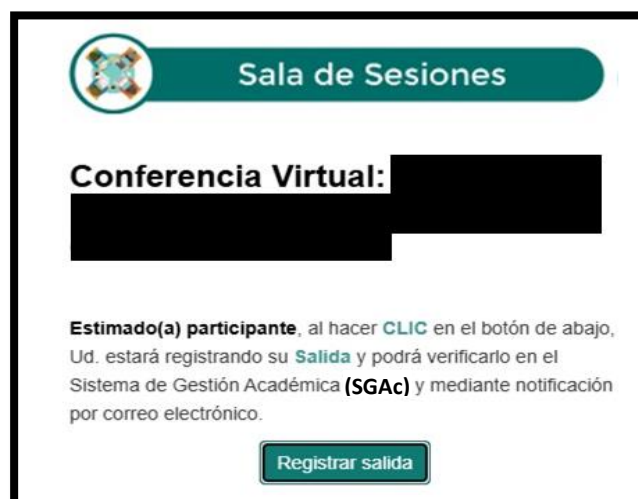 Sala de Sesiones
Conferencia Virtual:
Estimado(a) participante, al hacer CLIC en el botón de abajo,
Ud. estará registrando su Salida y podrá verificarlo en el
Sistema de Gestión Académica (SGAc) y mediante notificación
por correo electrónico.
Registrar salida